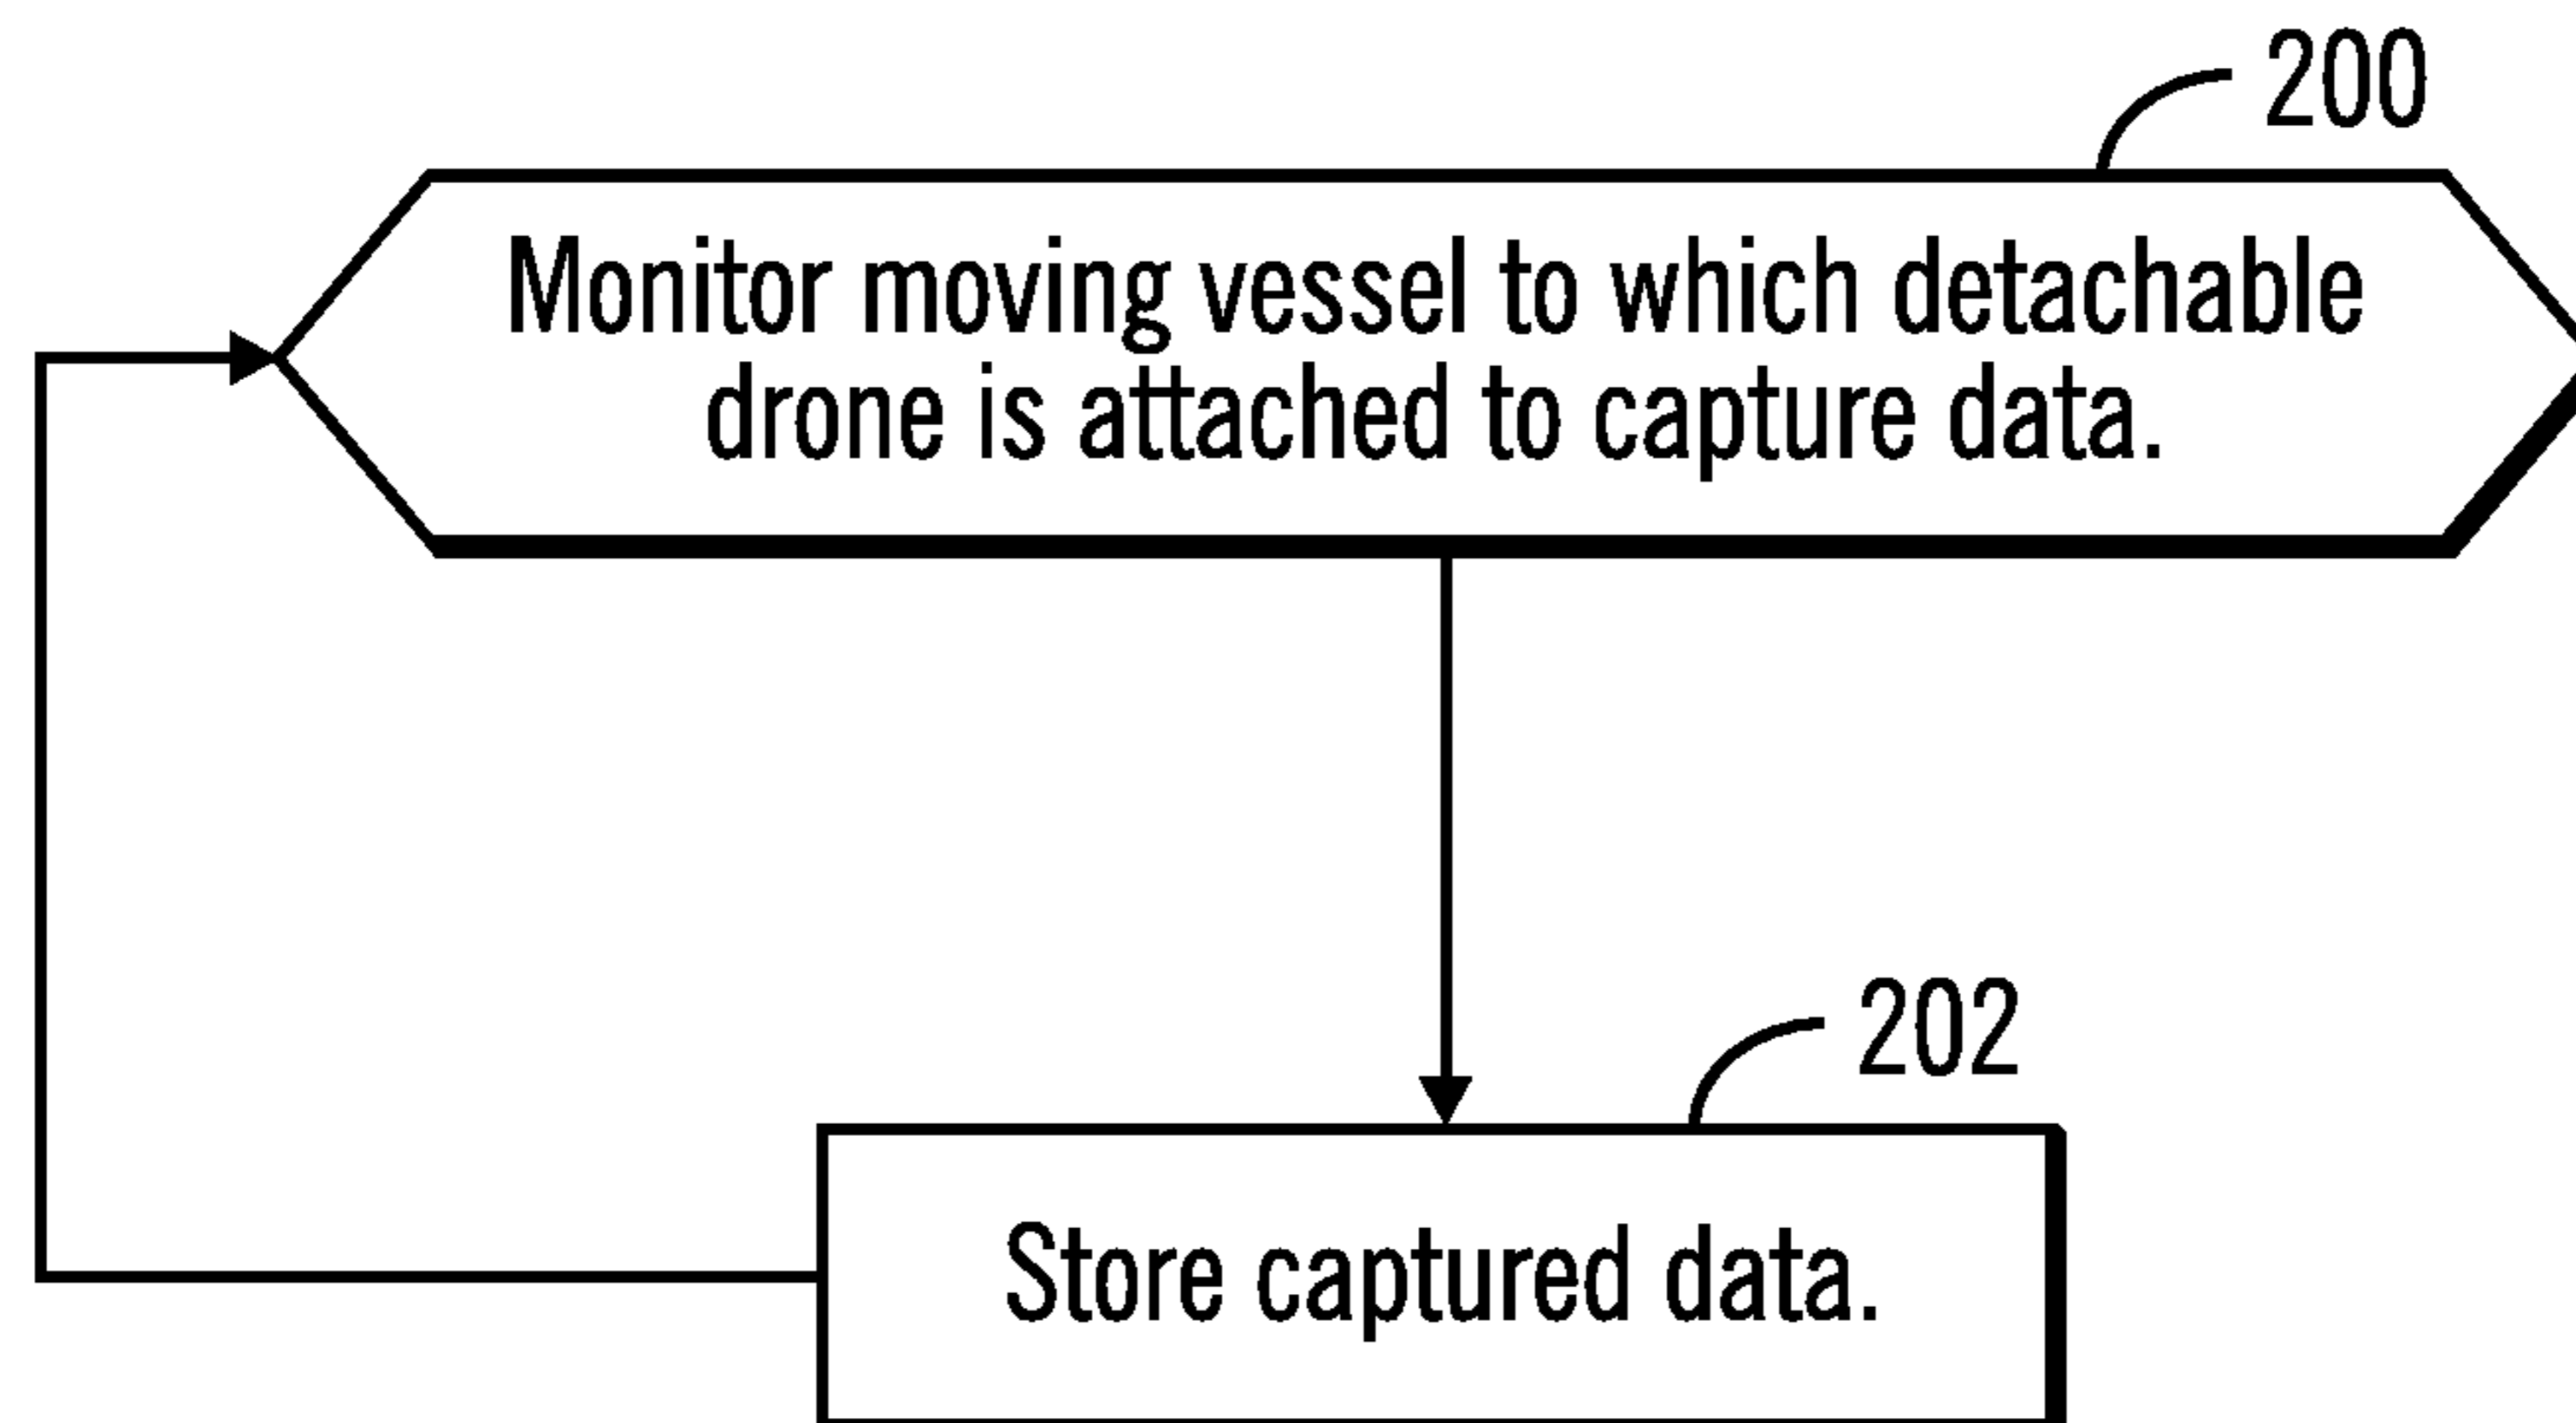 200
Monitor moving vessel to which detachable
drone is attached to capture data.
202
Store captured data.